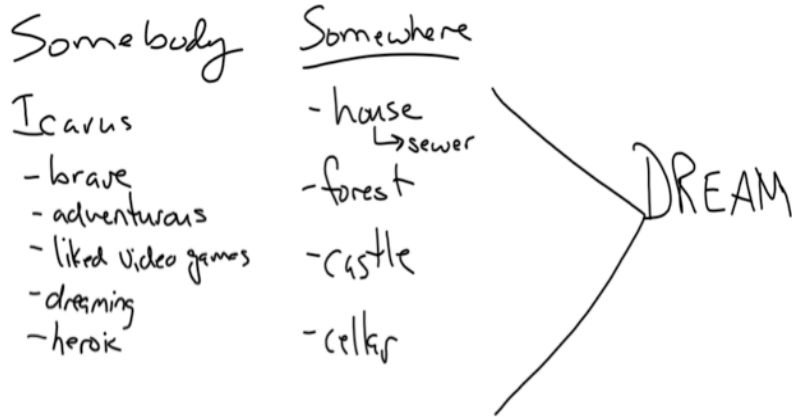 Somebody
Icarus
- brave
- adventurous
- liked video games
- dreaming
- heroic
Somewhere
- house
↳ sewer
- forest
- castle
- cellar
DREAM